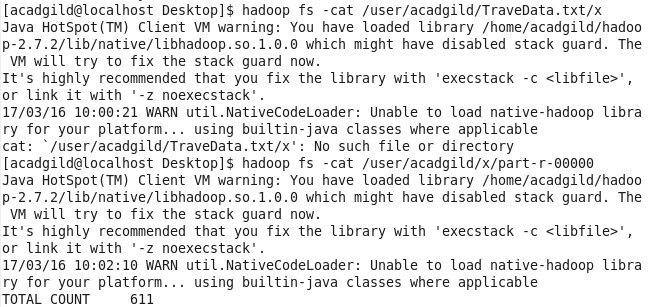 [acadgild@localhost Desktop]$ hadoop fs -cat /user/acadgild/TraveData.txt/x
Java HotSpot(TM) Client VM warning: You have loaded library /home/acadgild/hadoo
p-2.7.2/lib/native/libhadoop.so.1.0.0 which might have disabled stack guard. The
 VM will try to fix the stack guard now.
It's highly recommended that you fix the library with 'execstack -c <libfile>',
or link it with '-z noexecstack'.
17/03/16 10:00:21 WARN util.NativeCodeLoader: Unable to load native-hadoop libra
ry for your platform... using builtin-java classes where applicable
cat: `/user/acadgild/TraveData.txt/x': No such file or directory
[acadgild@localhost Desktop]$ hadoop fs -cat /user/acadgild/x/part-r-00000
Java HotSpot(TM) Client VM warning: You have loaded library /home/acadgild/hadoo
p-2.7.2/lib/native/libhadoop.so.1.0.0 which might have disabled stack guard. The
 VM will try to fix the stack guard now.
It's highly recommended that you fix the library with 'execstack -c <libfile>',
or link it with '-z noexecstack'.
17/03/16 10:02:10 WARN util.NativeCodeLoader: Unable to load native-hadoop libra
ry for your platform... using builtin-java classes where applicable
TOTAL COUNT     611